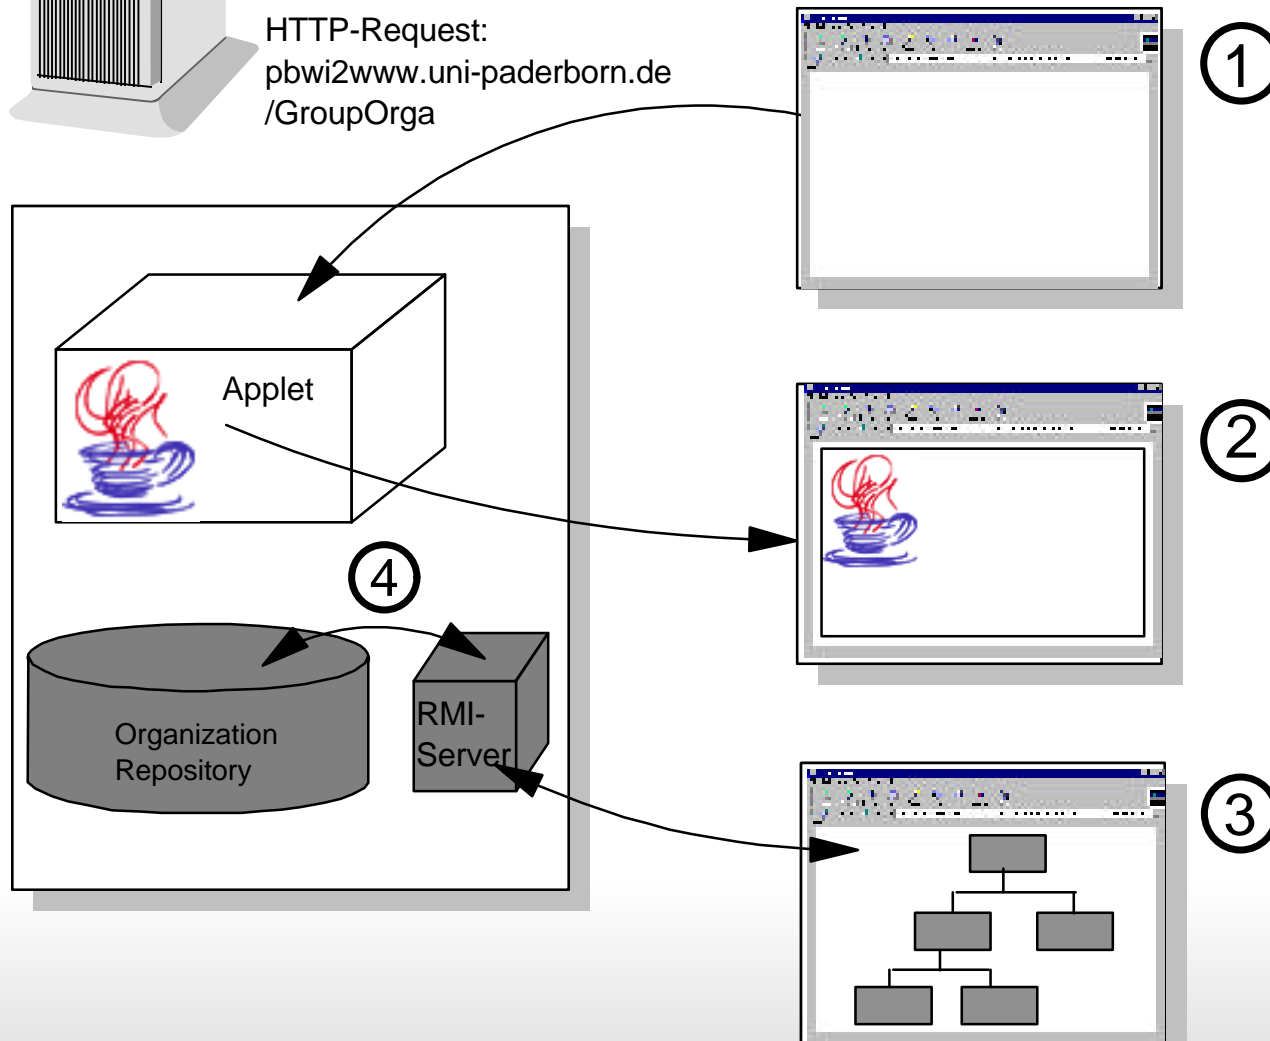 HTTP-Request:
pbwi2www.uni-paderborn.de
/GroupOrga
1
Applet
2
4
Organization
Repository
RMI-
Server
3